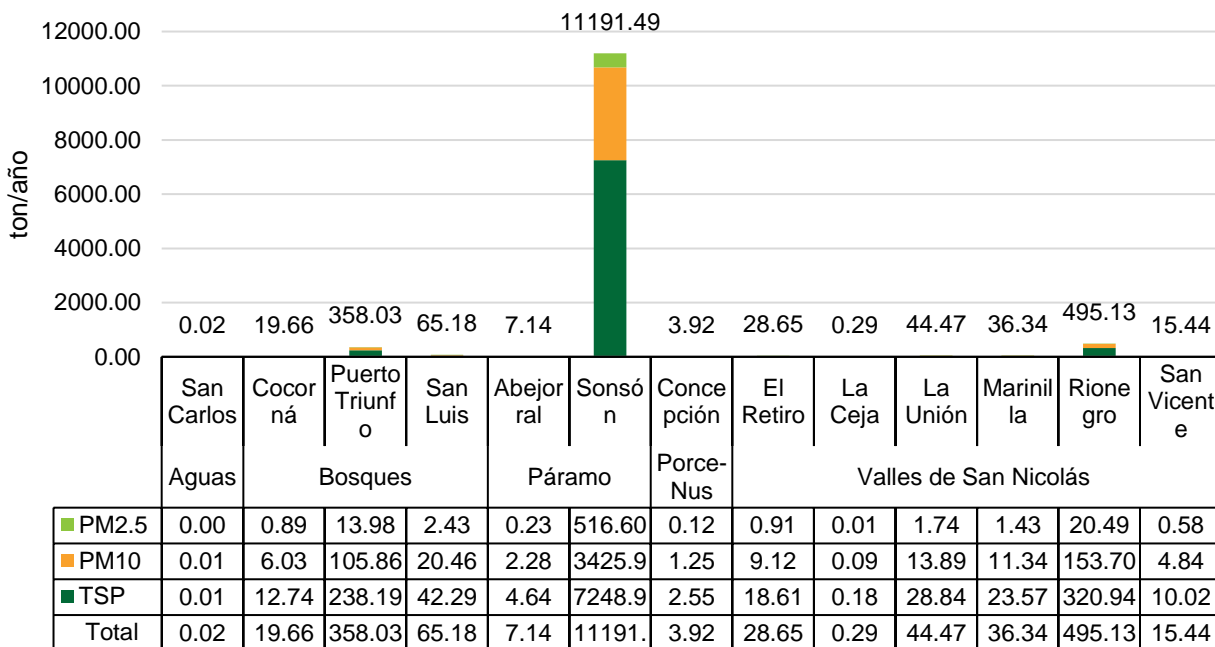 11191.49
12000.00
10000.00
8000.00
6000.00
4000.00
2000.00
0.00
ton/año
0.02 19.66 358.03 65.18 7.14 3.92 28.65 0.29 44.47 36.34 495.13 15.44
San Cocor Puerto San Abejor Sonsó Conce El La La Marinil Rione San
Carlos ná Triunf Luis rral n pción Retiro Ceja Unión la gro Vicent
o e
Aguas Bosques Páramo Porce- Valles de San Nicolás
Nus
PM2.5 0.00 0.89 13.98 2.43 0.23 516.60 0.12 0.91 0.01 1.74 1.43 20.49 0.58
PM10 0.01 6.03 105.86 20.46 2.28 3425.9 1.25 9.12 0.09 13.89 11.34 153.70 4.84
TSP 0.01 12.74 238.19 42.29 4.64 7248.9 2.55 18.61 0.18 28.84 23.57 320.94 10.02
Total 0.02 19.66 358.03 65.18 7.14 11191. 3.92 28.65 0.29 44.47 36.34 495.13 15.44